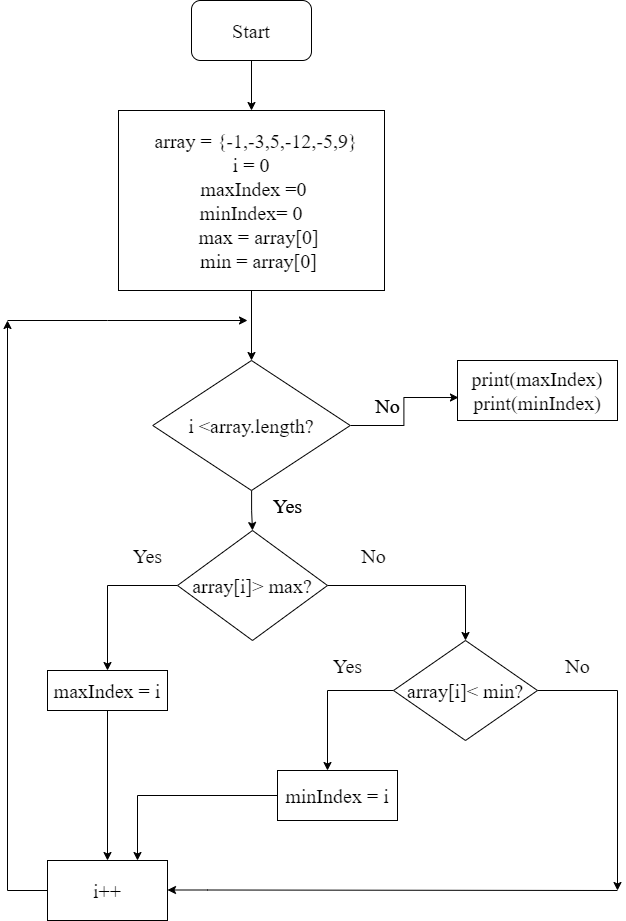 Start
array = {-1,-3,5,-12,-5,9}
i = 0
maxIndex =0
minIndex= 0
max = array[0]
min = array[0]
i <array.length?
No
print(maxIndex)
print(minIndex)
Yes
Yes
No
array[i]> max?
maxIndex = i
Yes
No
array[i]< min?
minIndex = i
i++